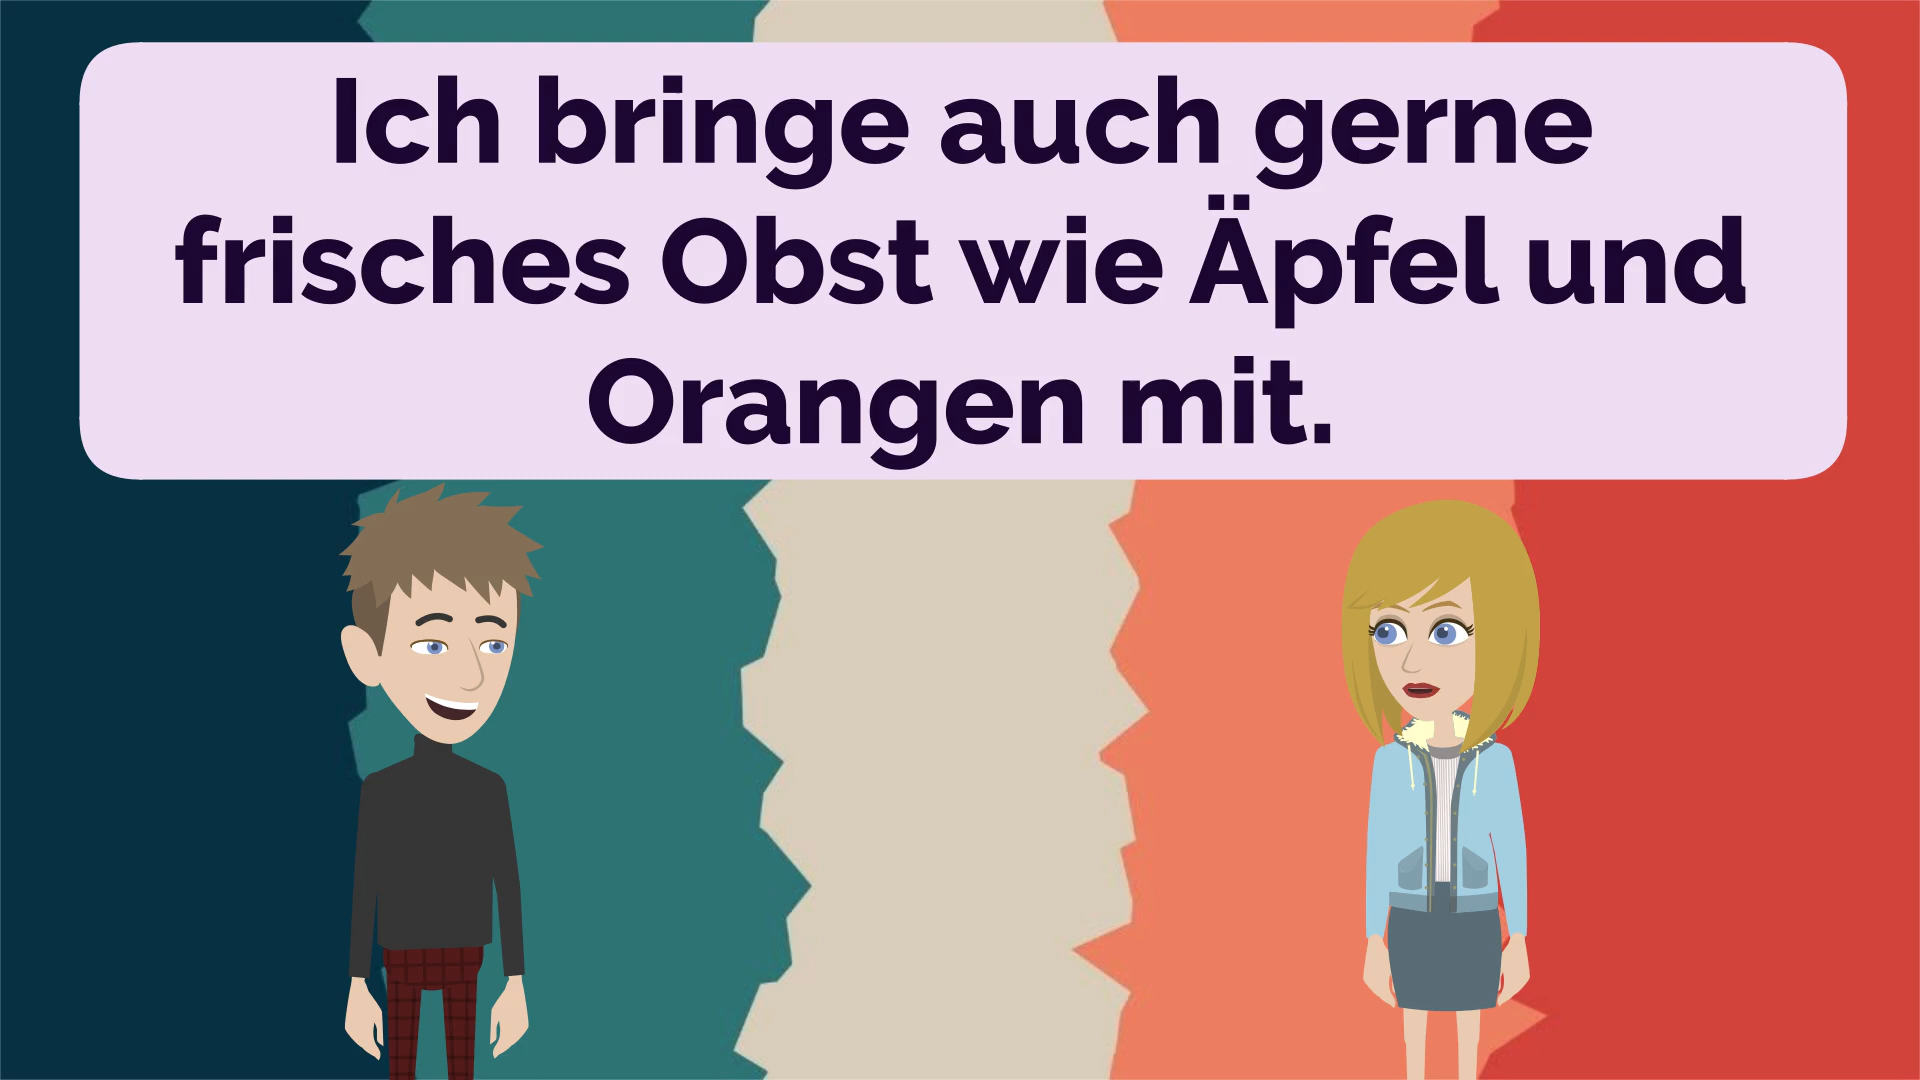 Ich bringe auch gerne
frisches Obst wie Äpfel und
Orangen mit.